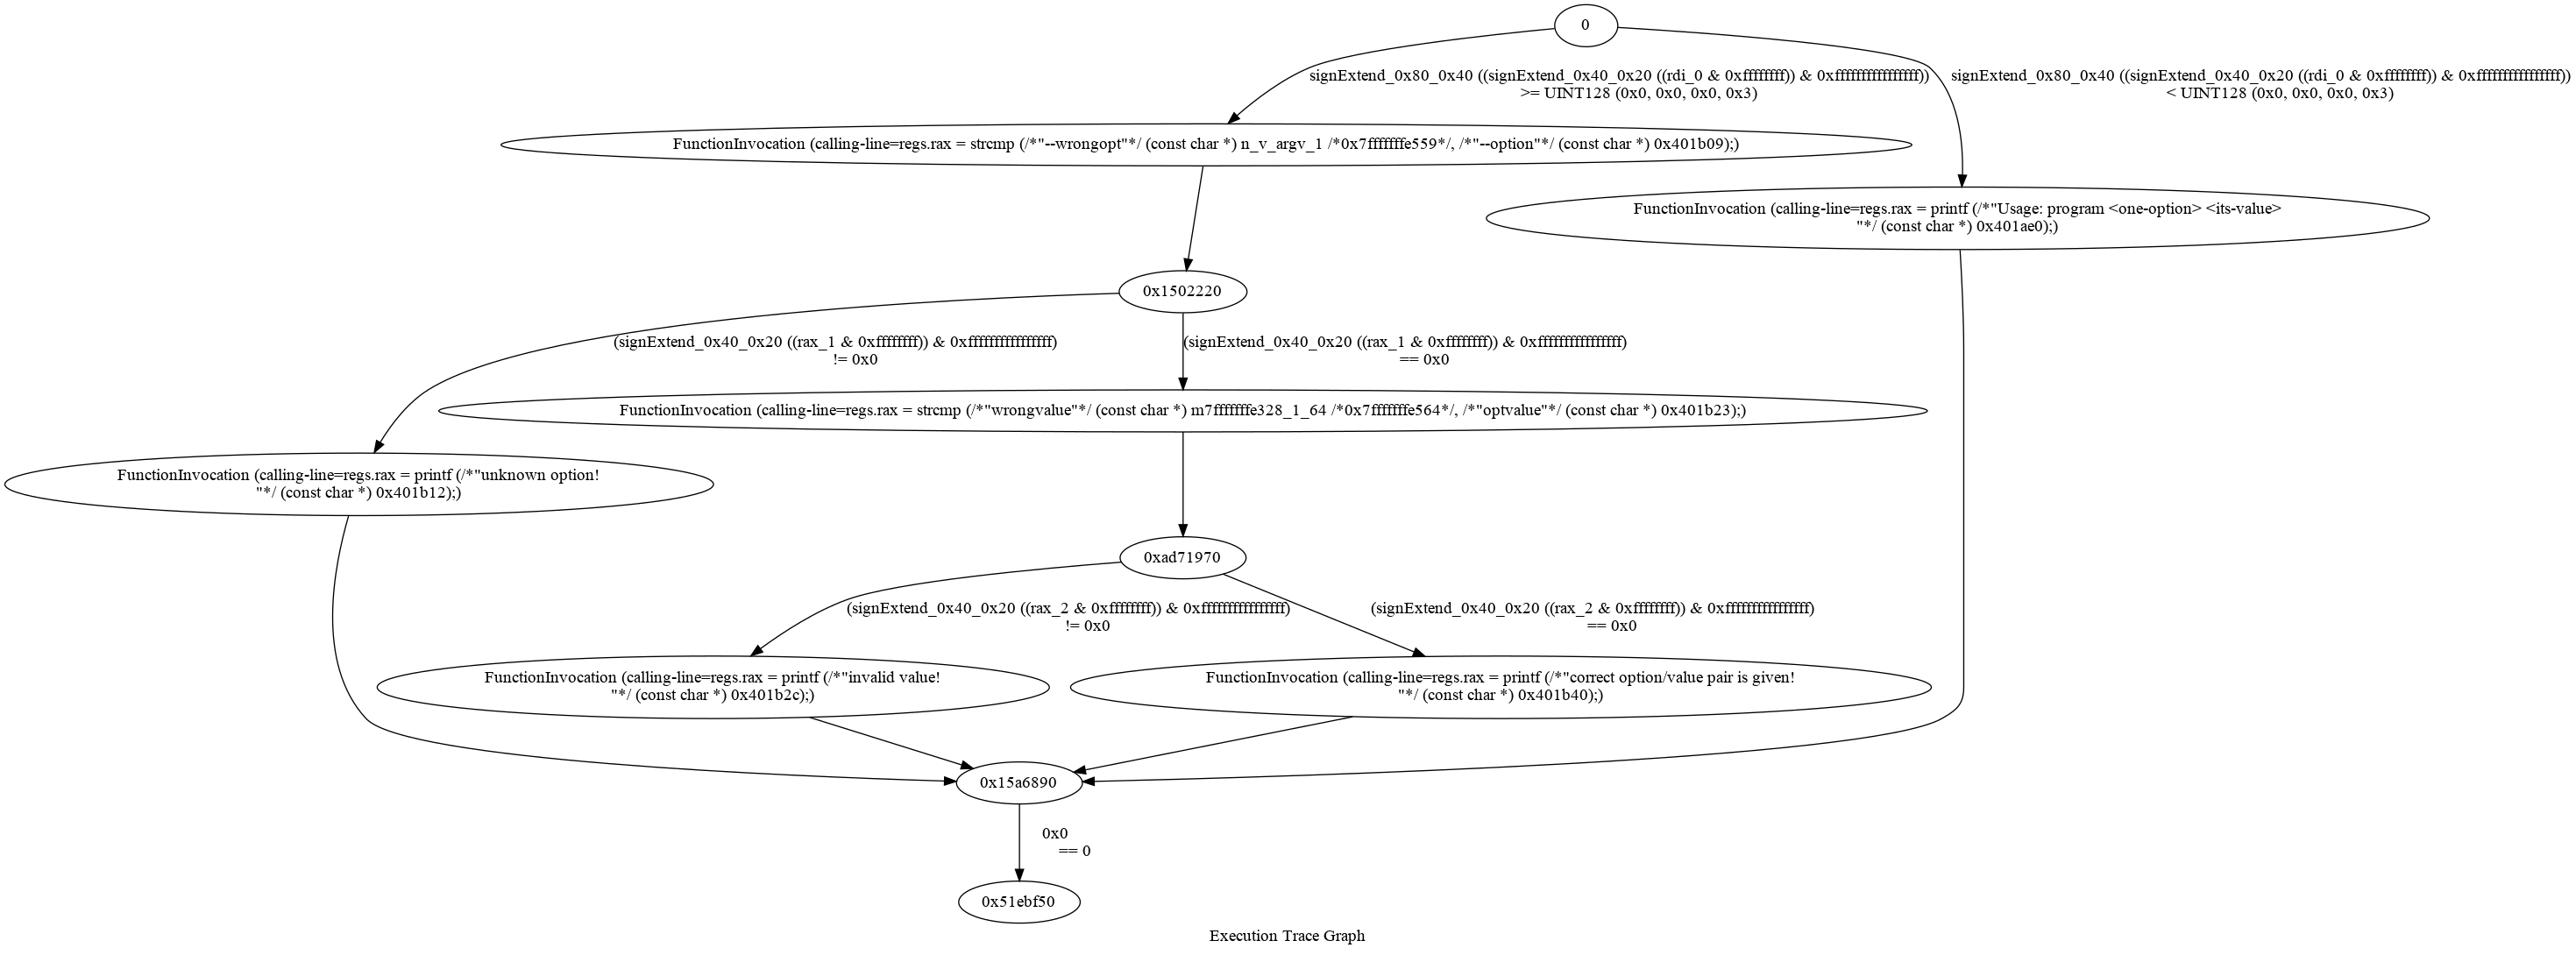 0
signExtend_0x80_0x40 ((signExtend_0x40_0x20 ((rdi_0 & 0xffffffff)) & 0xffffffffffffffff))
>= UINT128 (0x0, 0x0, 0x0, 0x3)
signExtend_0x80_0x40 ((signExtend_0x40_0x20 ((rdi_0 & 0xffffffff)) & 0xffffffffffffffff))
< UINT128 (0x0, 0x0, 0x0, 0x3)
FunctionInvocation (calling-line=regs.rax = strcmp (/*"--wrongopt"*/ (const char *) n_v_argv_1 /*0x7fffffffe559*/, /*"--option"*/ (const char *) 0x401b09);)
FunctionInvocation (calling-line=regs.rax = printf (/*"Usage: program <one-option> <its-value>
"*/ (const char *) 0x401ae0);)
0x1502220
(signExtend_0x40_0x20 ((rax_1 & 0xffffffff)) & 0xffffffffffffffff)
!= 0x0
(signExtend_0x40_0x20 ((rax_1 & 0xffffffff)) & 0xffffffffffffffff)
== 0x0
FunctionInvocation (calling-line=regs.rax = strcmp (/*"wrongvalue"*/ (const char *) m7fffffffe328_1_64 /*0x7fffffffe564*/, /*"optvalue"*/ (const char *) 0x401b23);)
FunctionInvocation (calling-line=regs.rax = printf (/*"unknown option!
"*/ (const char *) 0x401b12);)
0xad71970
(signExtend_0x40_0x20 ((rax_2 & 0xffffffff)) & 0xffffffffffffffff)
!= 0x0
(signExtend_0x40_0x20 ((rax_2 & 0xffffffff)) & 0xffffffffffffffff)
== 0x0
FunctionInvocation (calling-line=regs.rax = printf (/*"invalid value!
"*/ (const char *) 0x401b2c);)
FunctionInvocation (calling-line=regs.rax = printf (/*"correct option/value pair is given!
"*/ (const char *) 0x401b40);)
0x15a6890
0x0
== 0
0x51ebf50
Execution Trace Graph